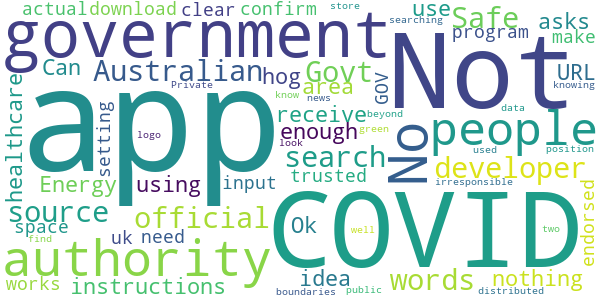 actual download clear confirm store use Safe asks
searching
government Not program make
Can Australian hog Govt area GOV URL
Private knowing
healthcare setting app know news receive beyond No people data
logo enough green
look search developer
Energy using input trusted used position
irresponsible
source official Ok COVID endorsed
space uk need well two
authority idea words nothing
find
works instructions boundaries public distributed